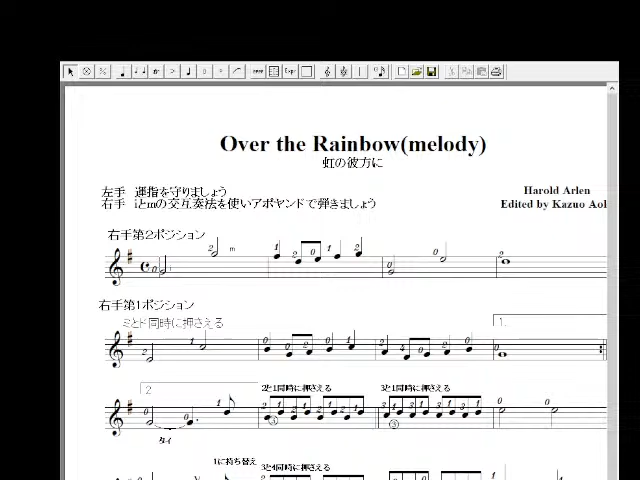 Over the Rainbow(melody)
虹の彼方に
左手 運指を守りましょう
右手 iとmの交互奏法を使いアポヤンドで弾きましょう
Harold Arlen
Edited by Kazuo
右手第2ポジション
右手第1ポジション
ミとド同時に押さえる
1.
2
2と1同時に押さえる
3と1同時に押さえる
タイ
1に持ち替え
3と4同時に押さえる